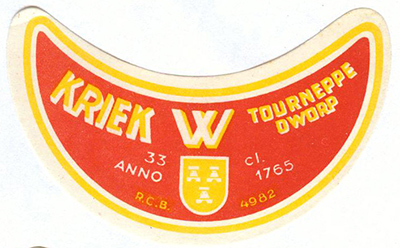 KRIEK W TOURNEPPE
DWORP
33 cl.
ANNO 1765
R.C.B. 4982